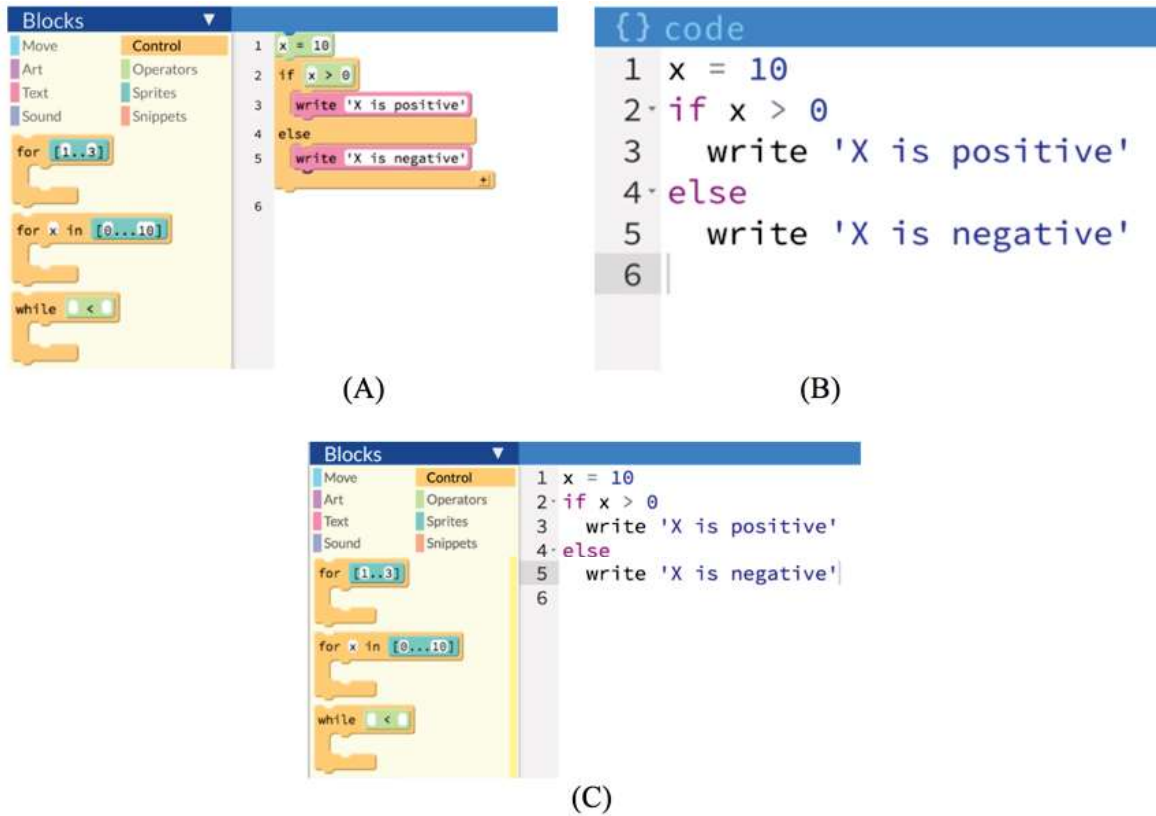 Blocks ▼
Move Control
Art Operators
Text Sprites
Sound Snippets
for [1..3]
for x in [0...10]
while <
1 x = 10
2 if x > 0
3 write 'X is positive'
4 else
5 write 'X is negative'
+
6
(A)
{} code
1 x = 10
2 if x > 0
3 write 'X is positive'
4 else
5 write 'X is negative'
6
(B)
Blocks ▼
Move Control
Art Operators
Text Sprites
Sound Snippets
for [1..3]
for x in [0...10]
while <
1 x = 10
2 if x > 0
3 write 'X is positive'
4 else
5 write 'X is negative'
6
(C)